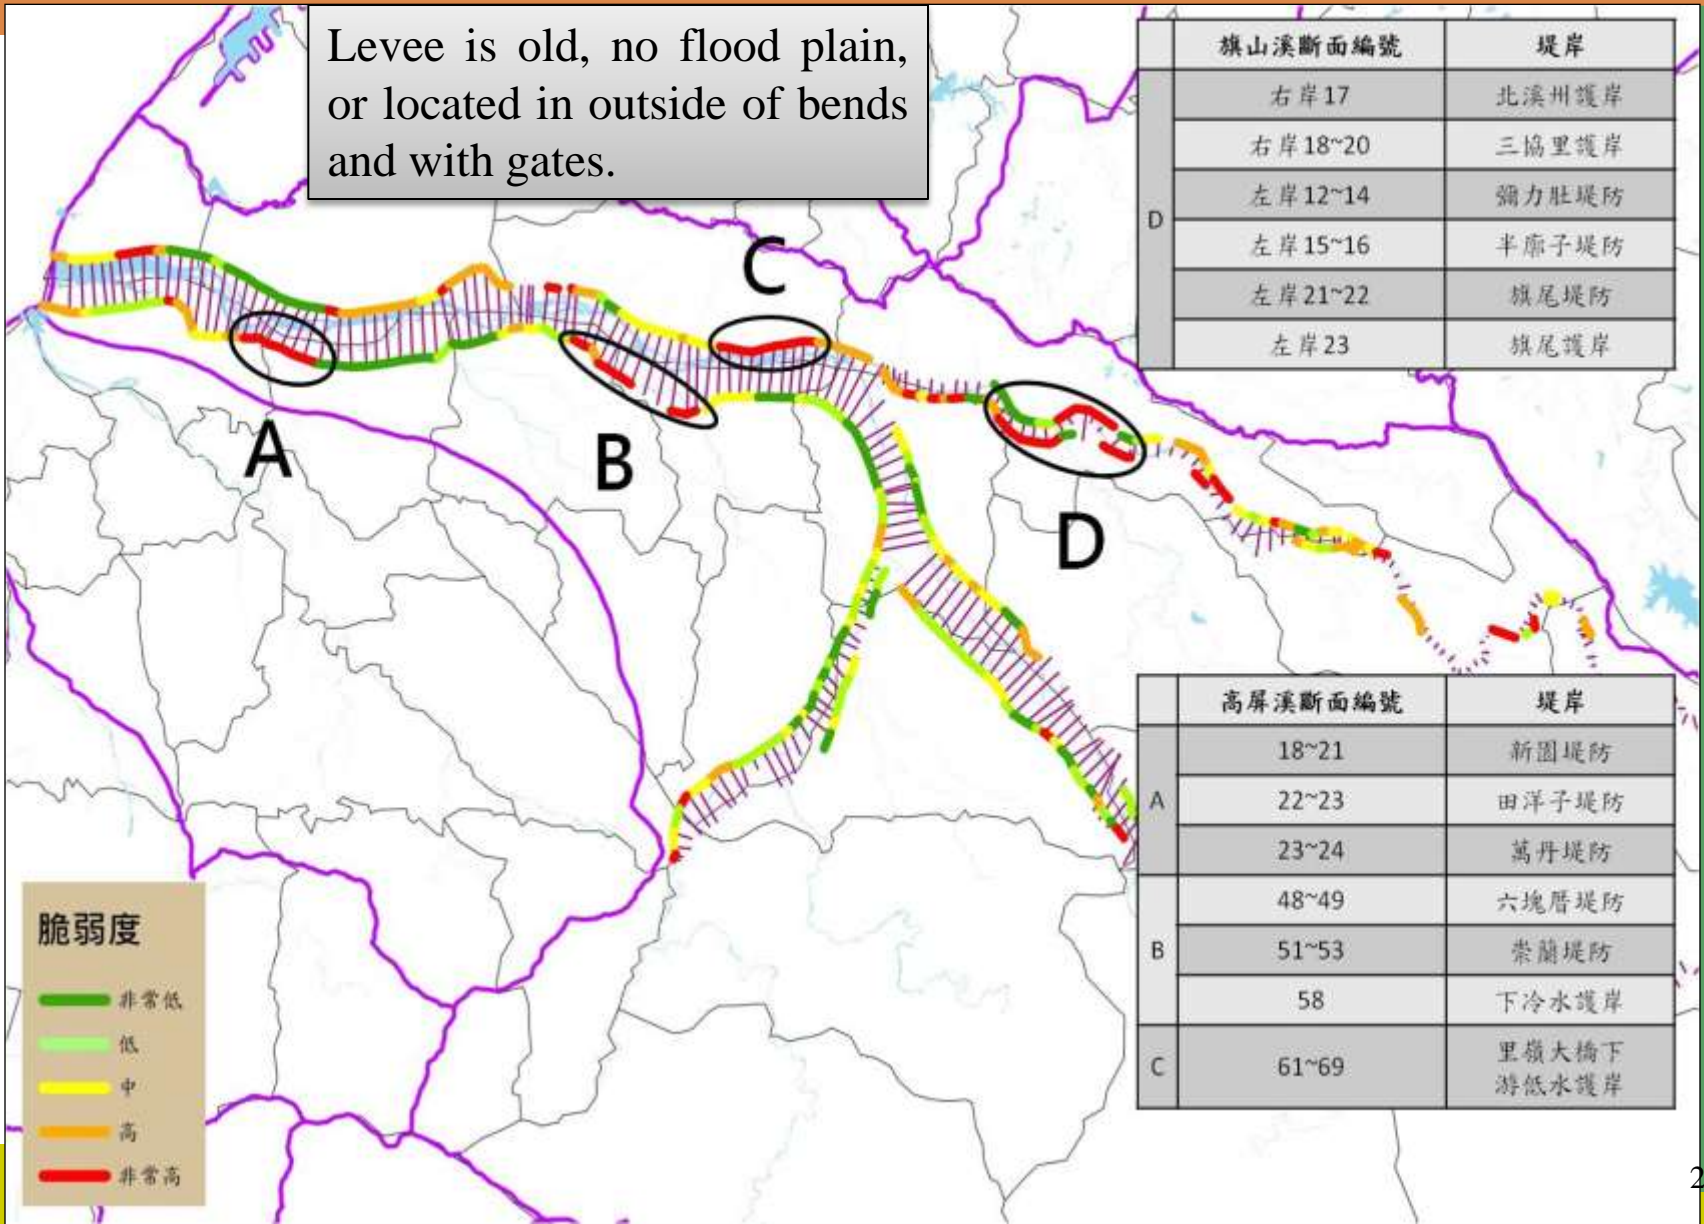 Levee is old, no flood plain,
or located in outside of bends
and with gates.
旗山溪斷面編號 堤岸
D
右岸17 北溪州護岸
右岸18~20 三協里護岸
左岸12~14 彌力肚堤防
左岸15~16 半廍子堤防
左岸21~22 旗尾堤防
左岸23 旗尾護岸
C
A
B
D
高屏溪斷面編號 堤岸
A
18~21 新園堤防
22~23 田洋子堤防
23~24 萬丹堤防
B
48~49 六塊厝堤防
51~53 崇蘭堤防
58 下冷水護岸
C
61~69 里嶺大橋下
游低水護岸
脆弱度
非常低
低
中
高
非常高
2